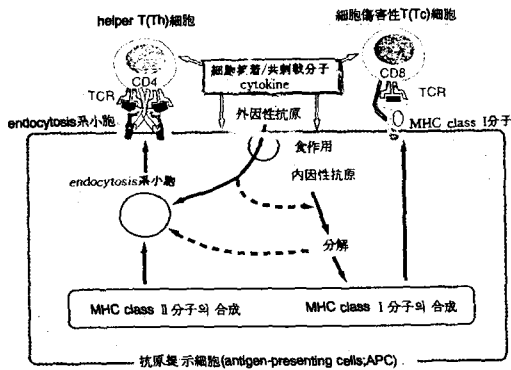 helper T(Th)細胞
細胞傷害性T(Tc)細胞
CD4
細胞接着/共刺戟分子
cytokine
CD8
TCR
TCR
endocytosis系小胞
外因性抗原
MHC class I分子
食作用
endocytosis系小胞
内因性抗原
分解
MHC class II 分子의 合成
MHC class I 分子의 合成
抗原提示細胞(antigen-presenting cells;APC)